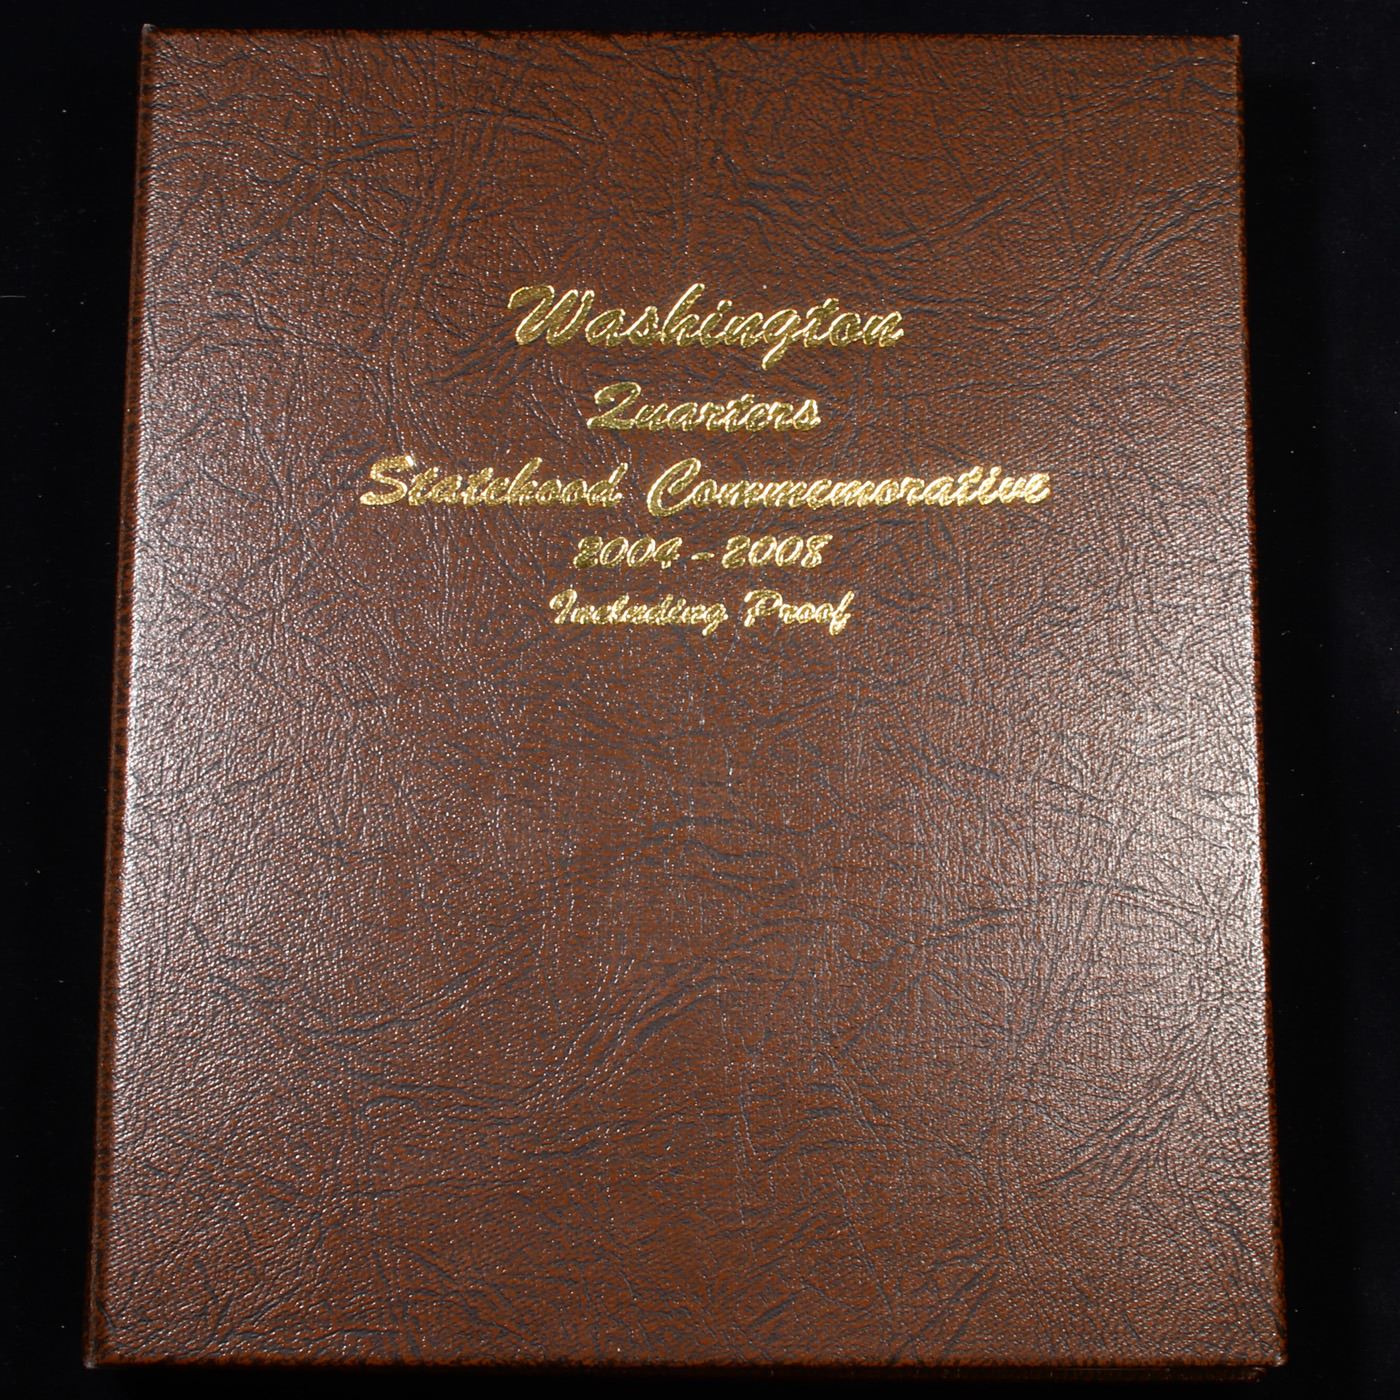 Washington
Quarters
Statehood Commemorative
2004 - 2008
Including Proof